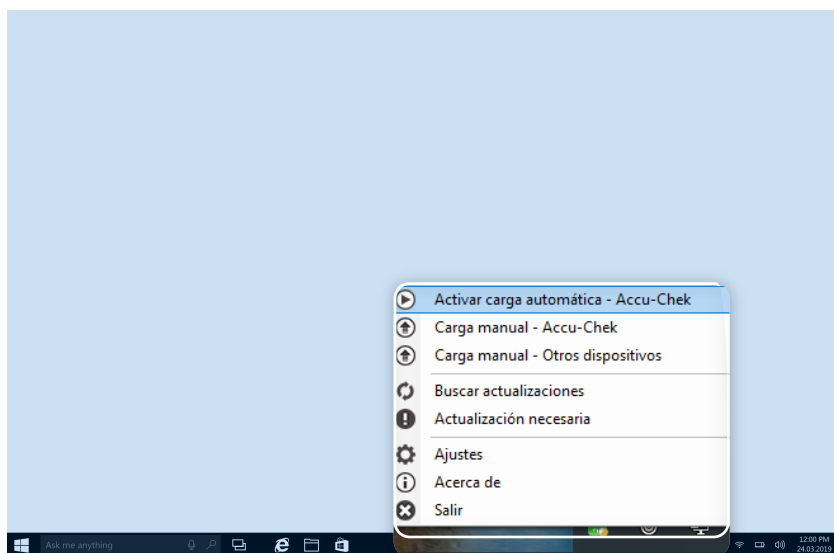 Activar carga automática - Accu-Chek
Carga manual - Accu-Chek
Carga manual - Otros dispositivos
Buscar actualizaciones
Actualización necesaria
Ajustes
Acerca de
Salir
Ask me anything
12:00 PM
24.03.2019